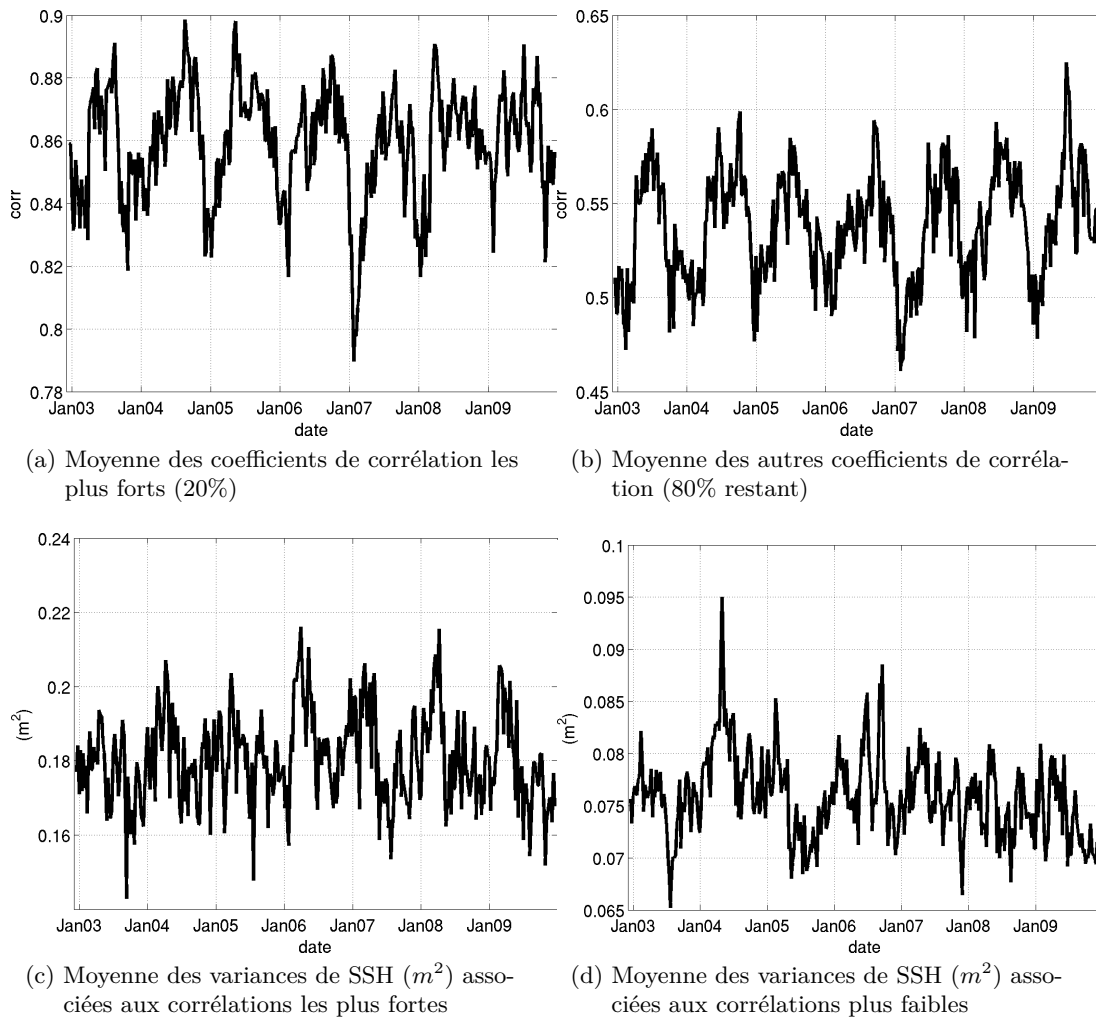 0.9
0.88
0.86
0.84
0.82
0.8
0.78
corr
Jan03 Jan04 Jan05 Jan06 Jan07 Jan08 Jan09
date
(a) Moyenne des coefficients de corrélation les
plus forts (20%)
0.65
0.6
0.55
0.5
0.45
corr
Jan03 Jan04 Jan05 Jan06 Jan07 Jan08 Jan09
date
(b) Moyenne des autres coefficients de corréla-
tion (80% restant)
0.24
0.22
0.2
0.18
0.16
(m²)
Jan03 Jan04 Jan05 Jan06 Jan07 Jan08 Jan09
date
(c) Moyenne des variances de SSH (m²) asso-
ciées aux corrélations les plus fortes
0.1
0.095
0.09
0.085
0.08
0.075
0.07
0.065
(m²)
Jan03 Jan04 Jan05 Jan06 Jan07 Jan08 Jan09
date
(d) Moyenne des variances de SSH (m²) asso-
ciées aux corrélations plus faibles